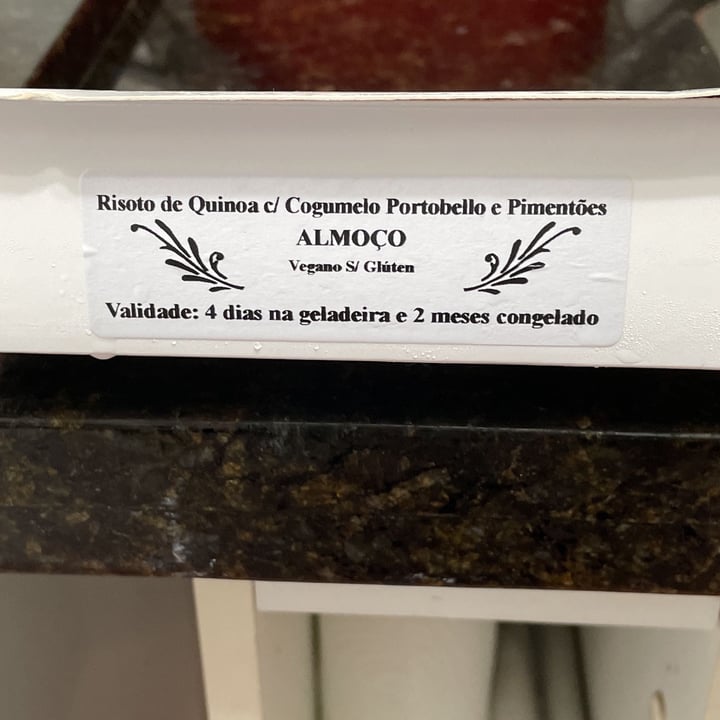 Risoto de Quinoa c/ Cogumelo Portobello e Pimentões
ALMOÇO
Vegano S/ Glúten
Validade: 4 dias na geladeira e 2 meses congelado